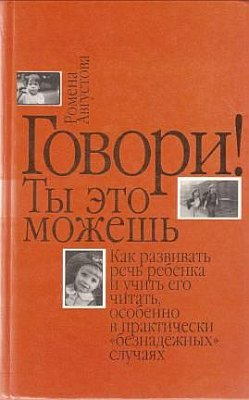 Ромена
Августова
Говори!
Ты это
можешь
Как развивать
речь ребенка
и учить его
читать,
особенно
в практически
«безнадежных»
случаях